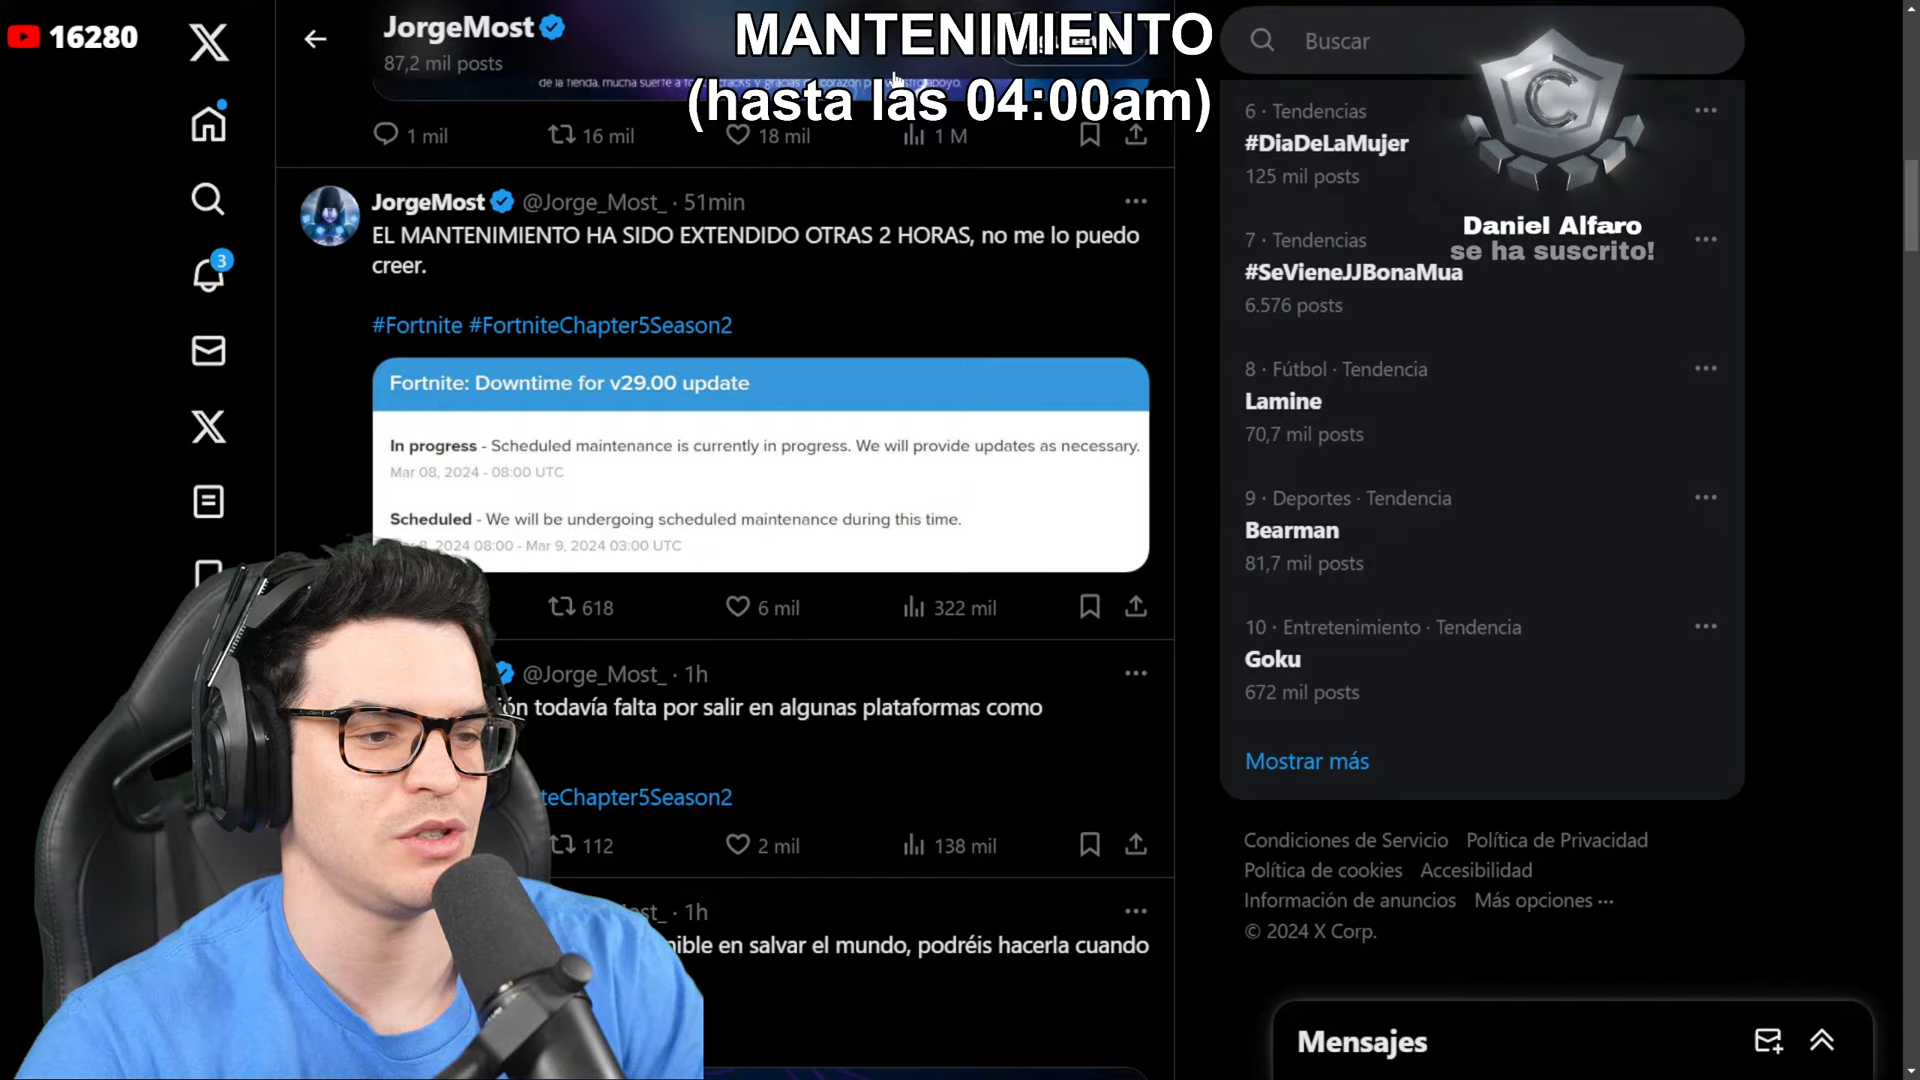 16280
MANTENIMIENTO
(hasta las 04:00am)
JorgeMost
87,2 mil posts
1 mil
16 mil
18 mil
1 M
JorgeMost @Jorge_Most_ · 51min
EL MANTENIMIENTO HA SIDO EXTENDIDO OTRAS 2 HORAS, no me lo puedo
creer.
#Fortnite #FortniteChapter5Season2
Fortnite: Downtime for v29.00 update
In progress - Scheduled maintenance is currently in progress. We will provide updates as necessary.
Mar 08, 2024 - 08:00 UTC
Scheduled - We will be undergoing scheduled maintenance during this time.
8, 2024 08:00 - Mar 9, 2024 03:00 UTC
618
6 mil
322 mil
@Jorge_Most_ · 1h
todavía falta por salir en algunas plataformas como
teChapter5Season2
112
2 mil
138 mil
st_ · 1h
nible en salvar el mundo, podréis hacerla cuando
Buscar
6 · Tendencias
#DiaDeLaMujer
125 mil posts
7 · Tendencias
#SeVieneJJBonaMua
6.576 posts
8 · Fútbol · Tendencia
Lamine
70,7 mil posts
9 · Deportes · Tendencia
Bearman
81,7 mil posts
10 · Entretenimiento · Tendencia
Goku
672 mil posts
Mostrar más
C
Daniel Alfaro
se ha suscrito!
Condiciones de Servicio Política de Privacidad
Política de cookies Accesibilidad
Información de anuncios Más opciones ···
© 2024 X Corp.
Mensajes
3